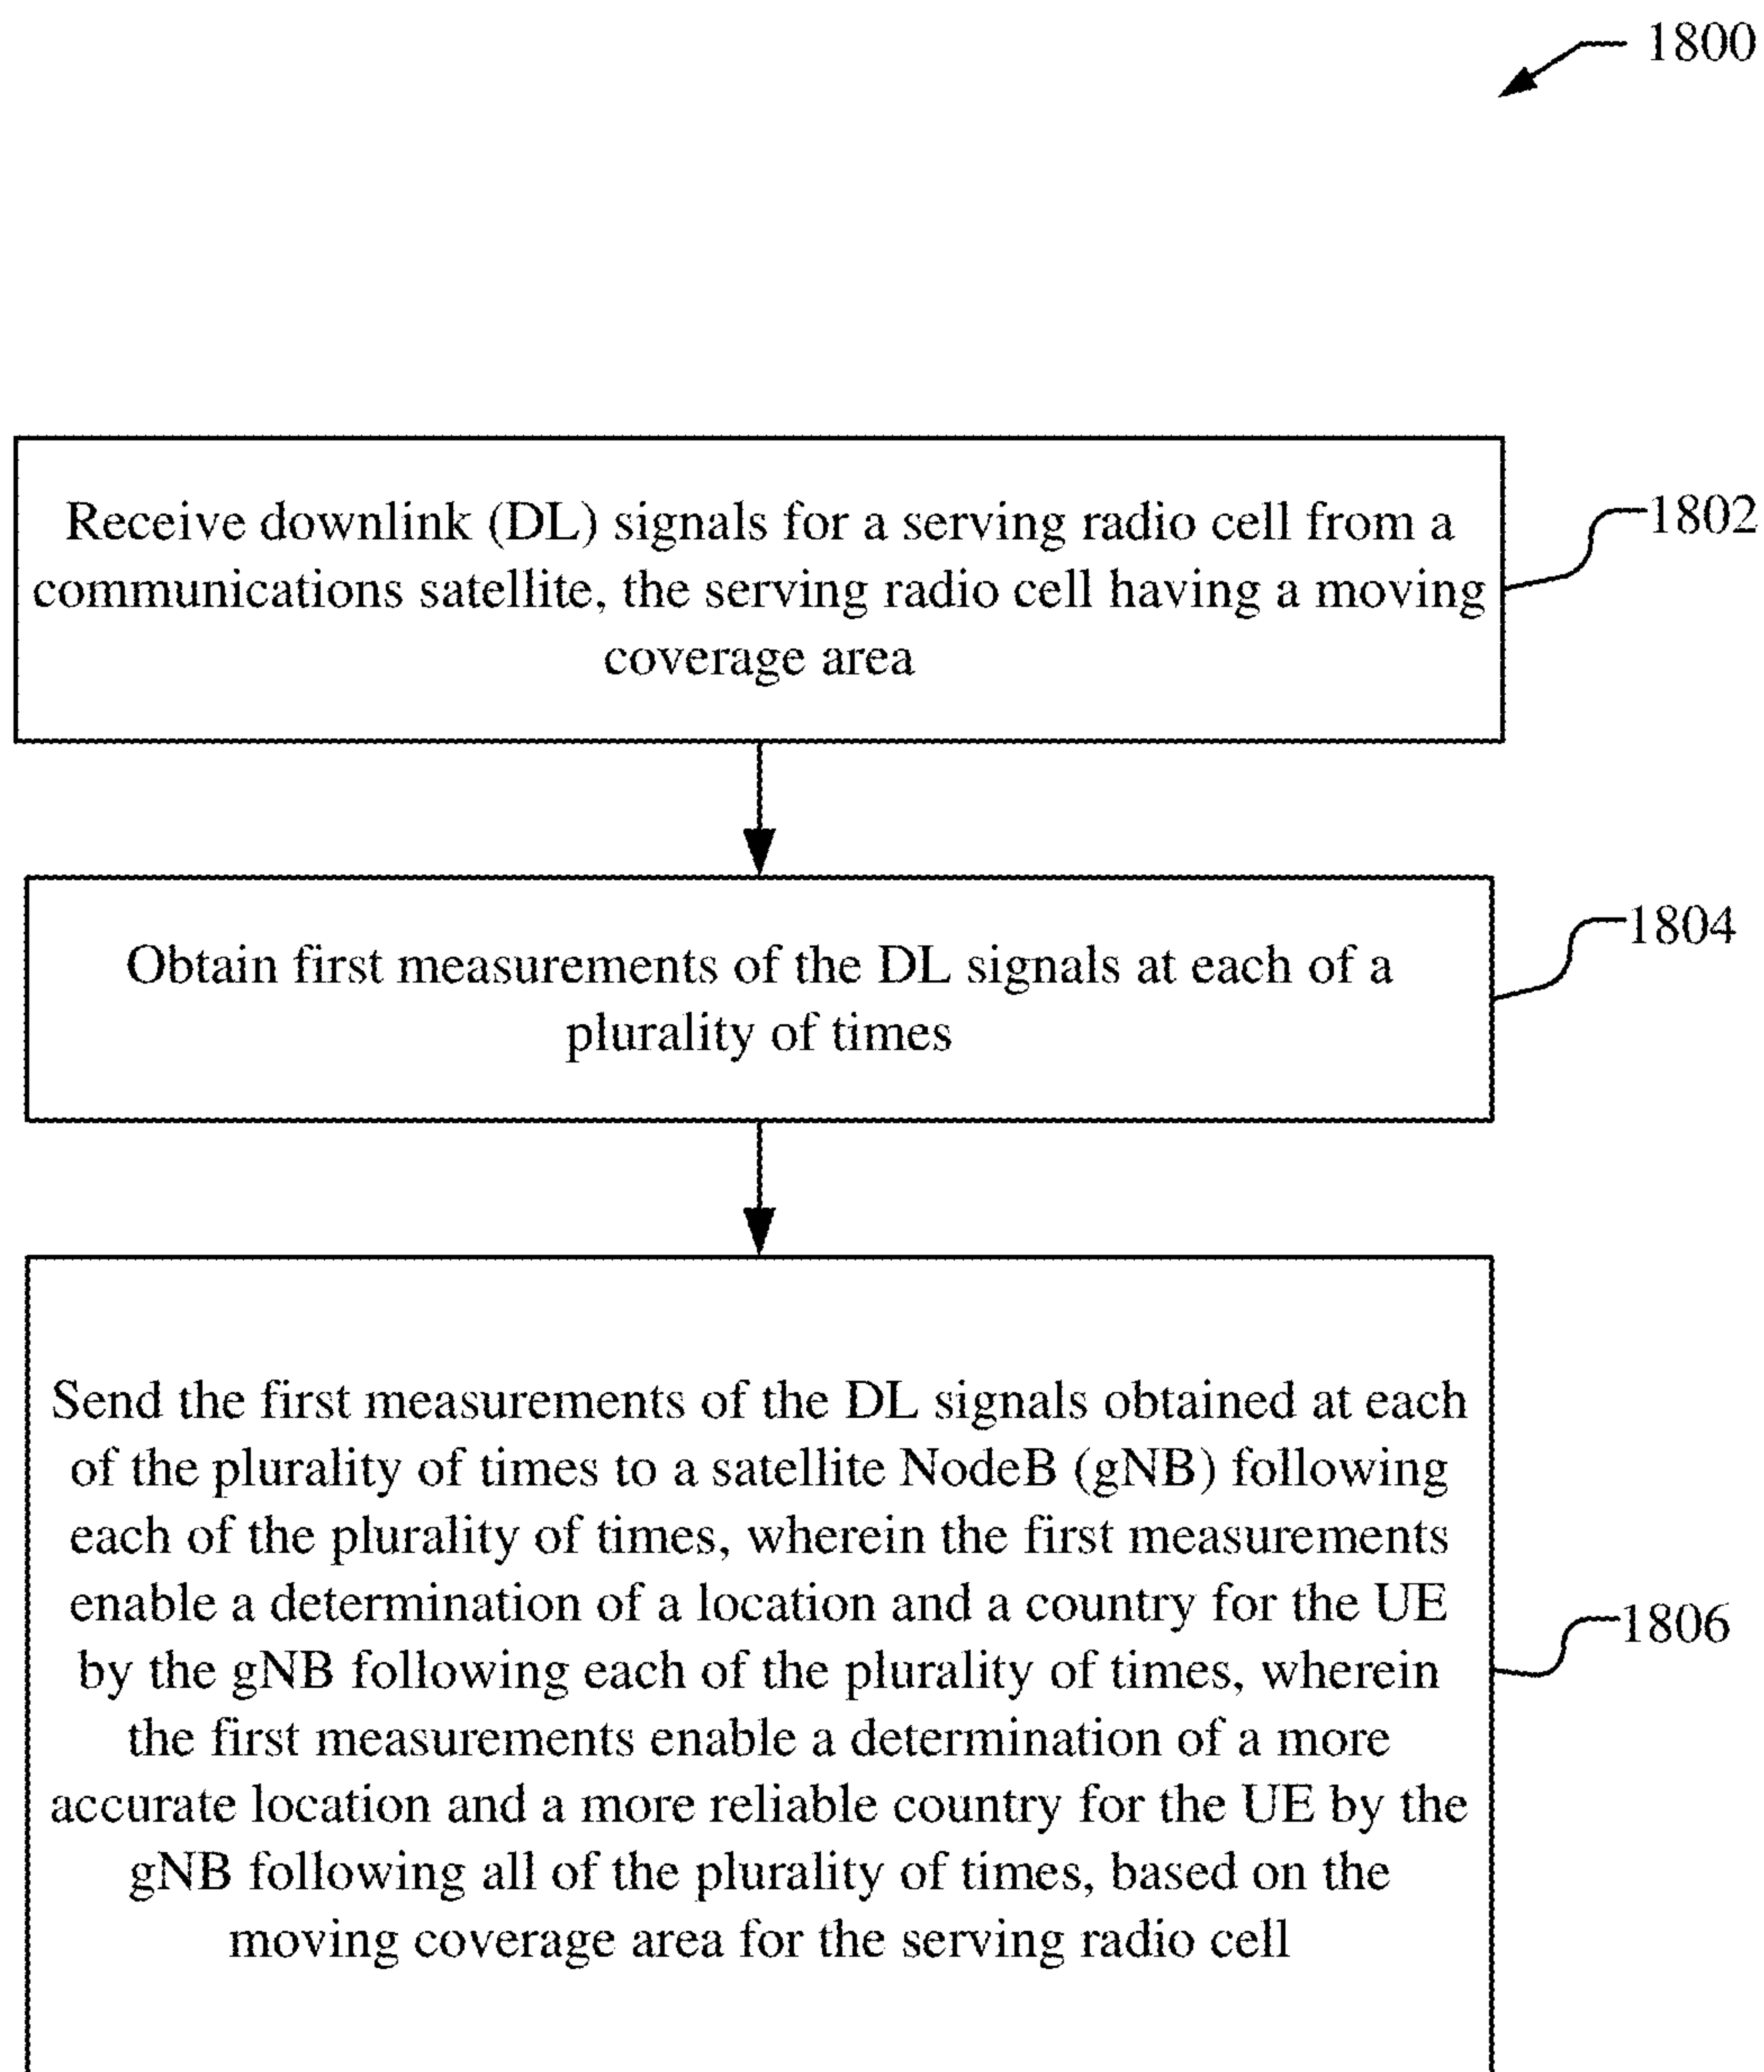 1800
Receive downlink (DL) signals for a serving radio cell from a
communications satellite, the serving radio cell having a moving
coverage area
1802
Obtain first measurements of the DL signals at each of a
plurality of times
1804
Send the first measurements of the DL signals obtained at each
of the plurality of times to a satellite NodeB (gNB) following
each of the plurality of times, wherein the first measurements
enable a determination of a location and a country for the UE
by the gNB following each of the plurality of times, wherein
the first measurements enable a determination of a more
accurate location and a more reliable country for the UE by the
gNB following all of the plurality of times, based on the
moving coverage area for the serving radio cell
1806